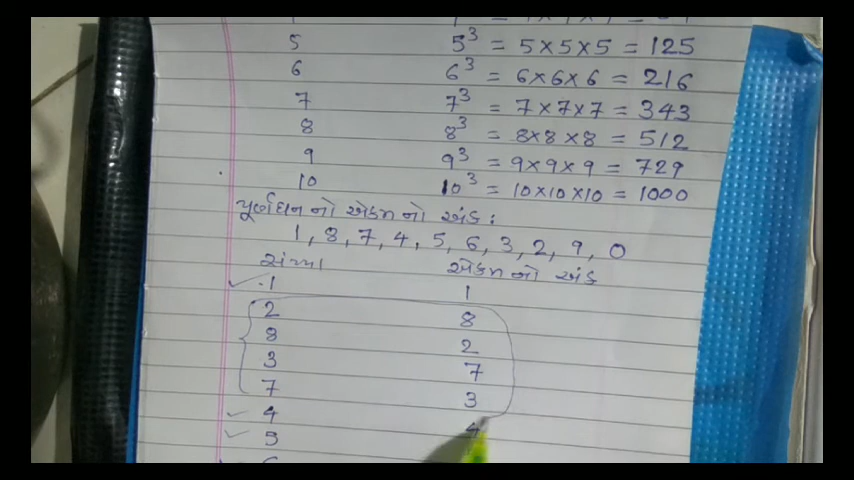 5 5³ = 5×5×5 = 125
6 6³ = 6×6×6 = 216
7 7³ = 7×7×7 = 343
8 8³ = 8×8×8 = 512
9 9³ = 9×9×9 = 729
10 10³ = 10×10×10 = 1000
પૂર્ણઘન નો એકમ નો અંક :
1, 8, 7, 4, 5, 6, 3, 2, 9, 0
સંખ્યા એકમ નો અંક
1 1
2 8
8 2
3 7
7 3
4 4
5